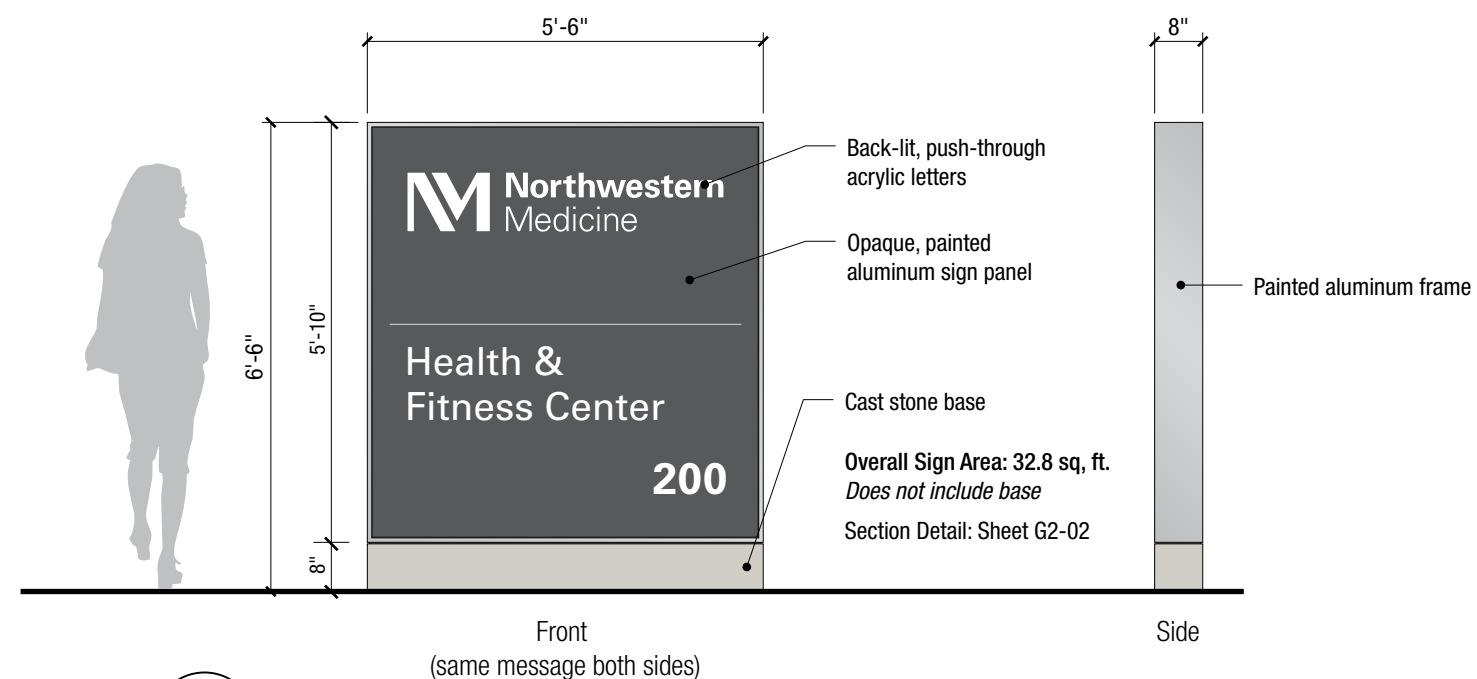 5'-6"
8"
6'-6"
5'-10"
8"
NM
Northwestern
Medicine
Health &
Fitness Center
200
Back-lit, push-through
acrylic letters
Opaque, painted
aluminum sign panel
Cast stone base
Overall Sign Area: 32.8 sq, ft.
Does not include base
Section Detail: Sheet G2-02
Painted aluminum frame
Front
(same message both sides)
Side